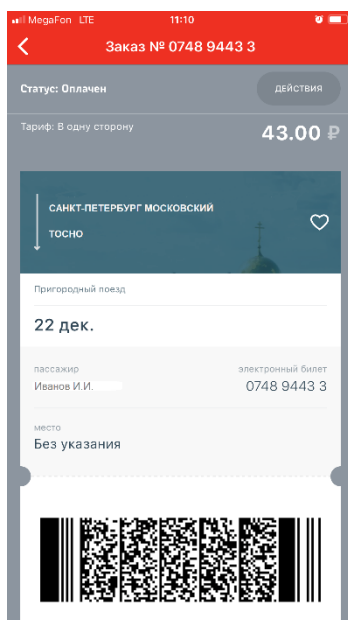 MegaFon LTE 11:10
Заказ № 0748 9443 3
Статус: Оплачен ДЕЙСТВИЯ
Тариф: В одну сторону 43.00 ₽
САНКТ-ПЕТЕРБУРГ МОСКОВСКИЙ
ТОСНО
Пригородный поезд
22 дек.
пассажир электронный билет
Иванов И.И. 0748 9443 3
место
Без указания